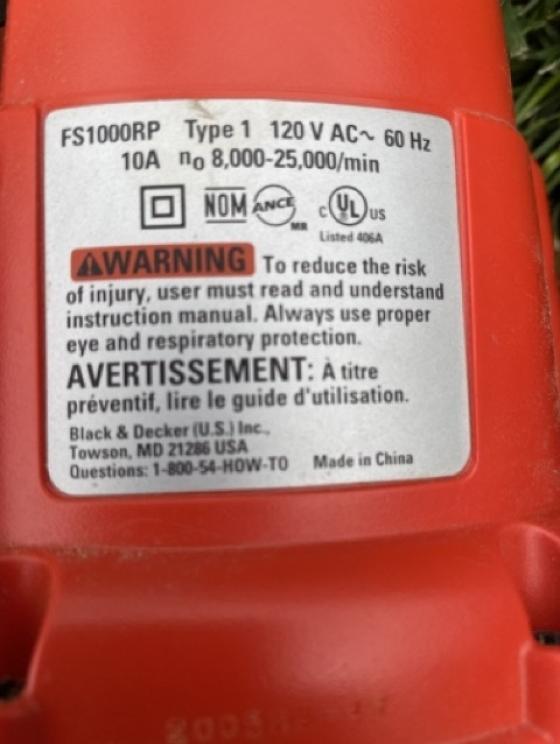 FS1000RP Type 1 120 V AC~ 60 Hz
10A no 8,000-25,000/min
NOM ANCE MR c UL US
Listed 406A
WARNING To reduce the risk
of injury, user must read and understand
instruction manual. Always use proper
eye and respiratory protection.
AVERTISSEMENT: À titre
préventif, lire le guide d'utilisation.
Black & Decker (U.S.) Inc.,
Towson, MD 21286 USA
Questions: 1-800-54-HOW-TO Made in China